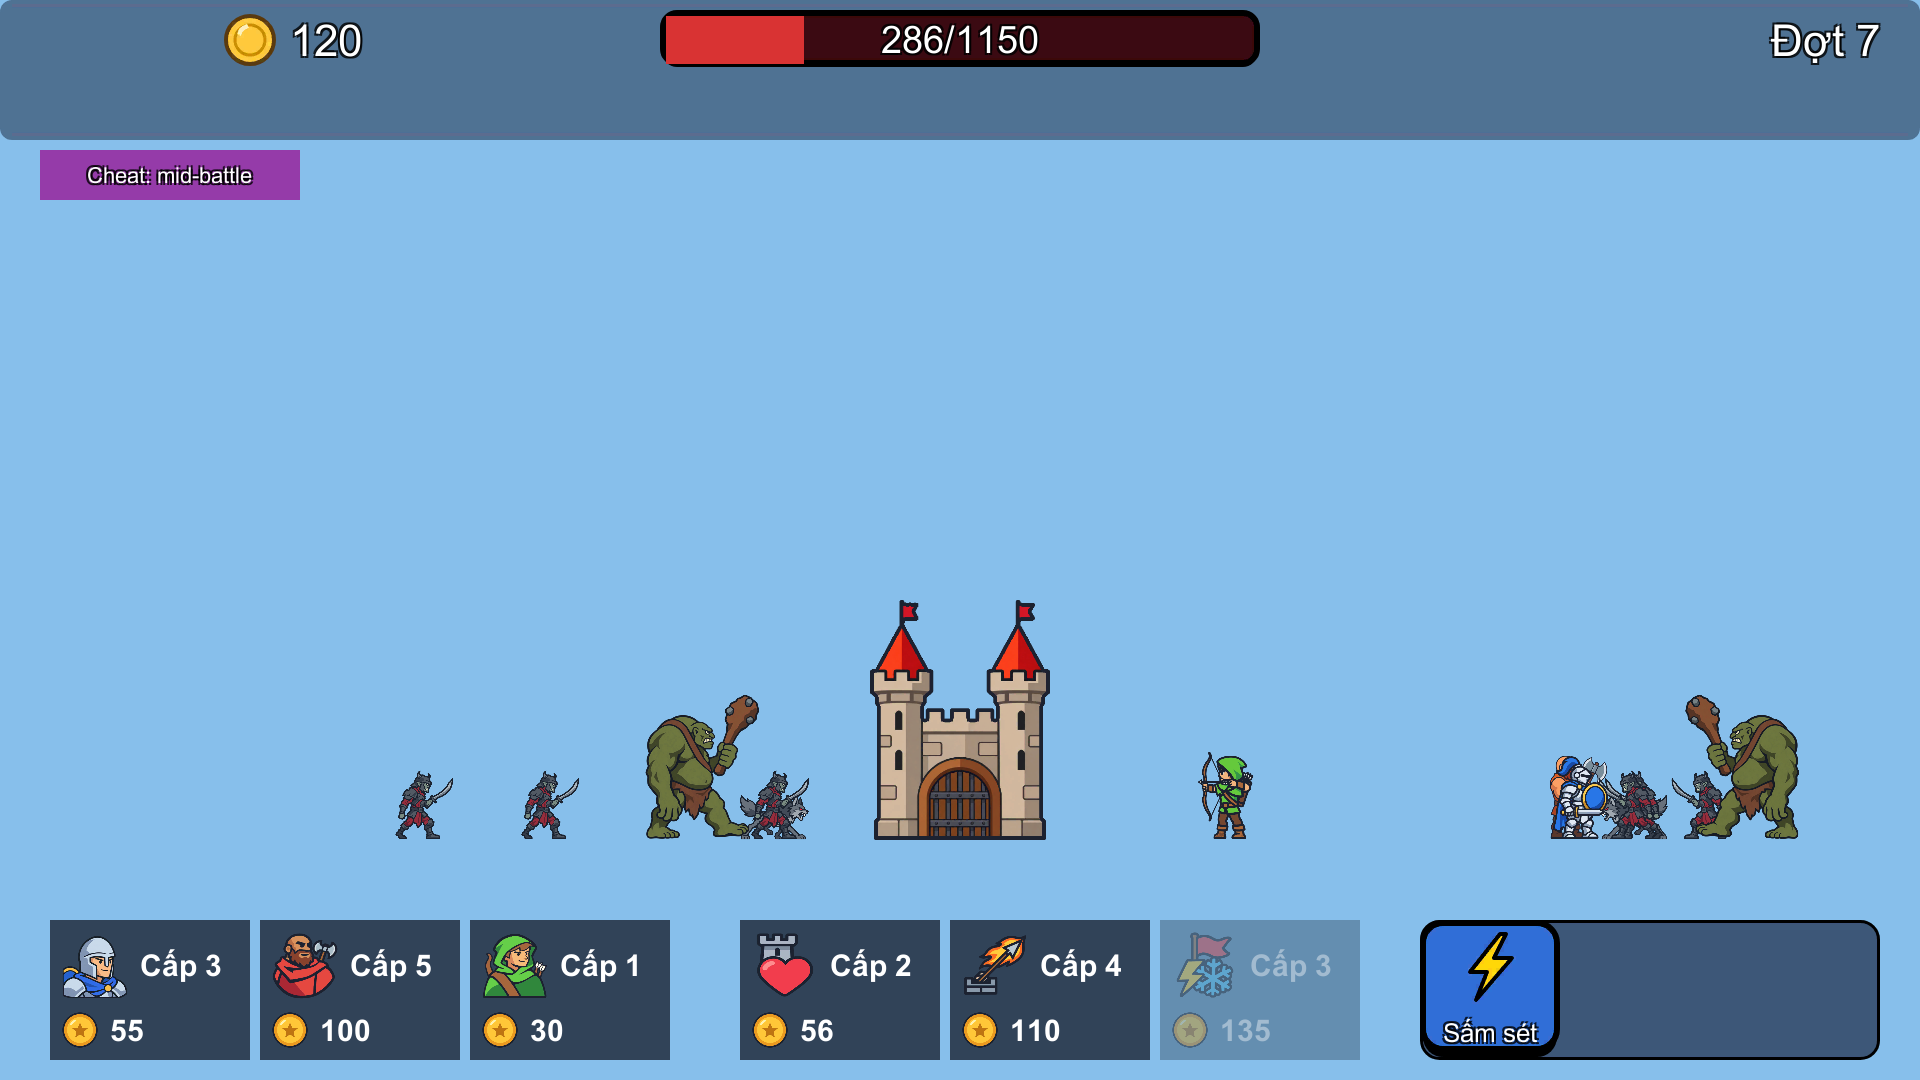 120
286/1150
Đợt 7
Cheat: mid-battle
Cấp 3
55
Cấp 5
100
Cấp 1
30
Cấp 2
56
Cấp 4
110
Cấp 3
135
Sấm sét